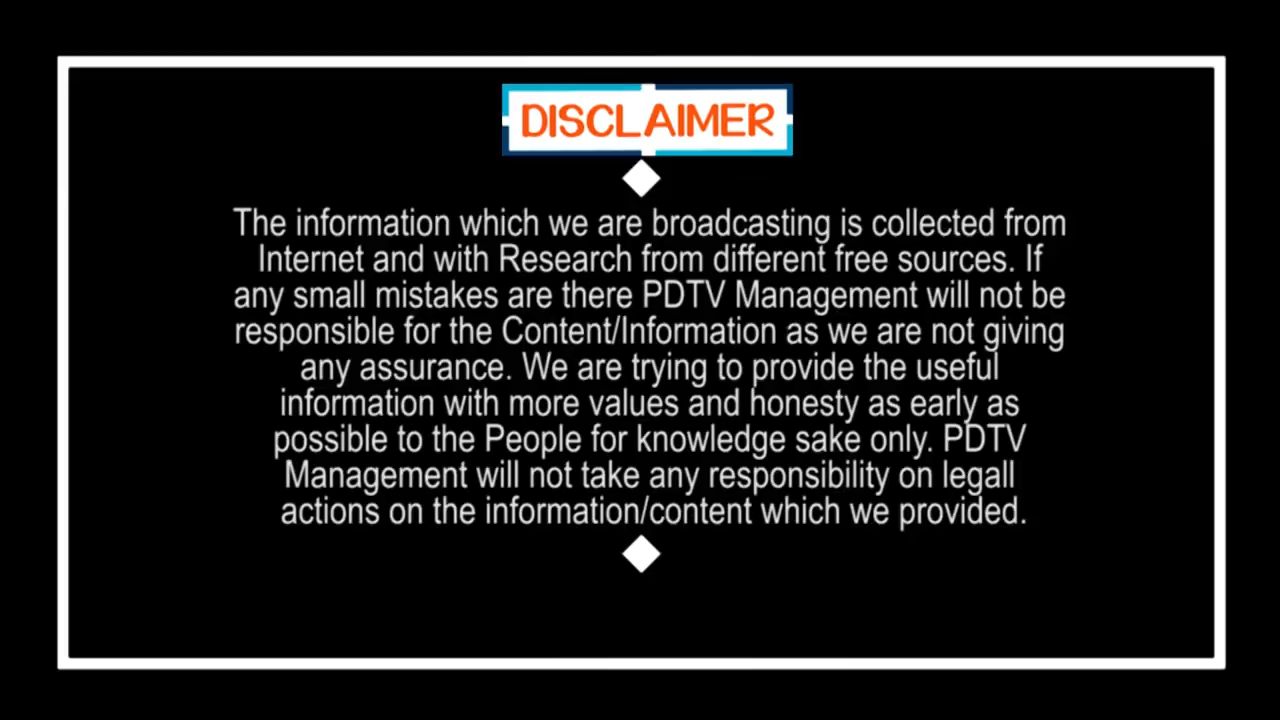 DISCLAIMER
The information which we are broadcasting is collected from
Internet and with Research from different free sources. If
any small mistakes are there PDTV Management will not be
responsible for the Content/Information as we are not giving
any assurance. We are trying to provide the useful
information with more values and honesty as early as
possible to the People for knowledge sake only. PDTV
Management will not take any responsibility on legall
actions on the information/content which we provided.